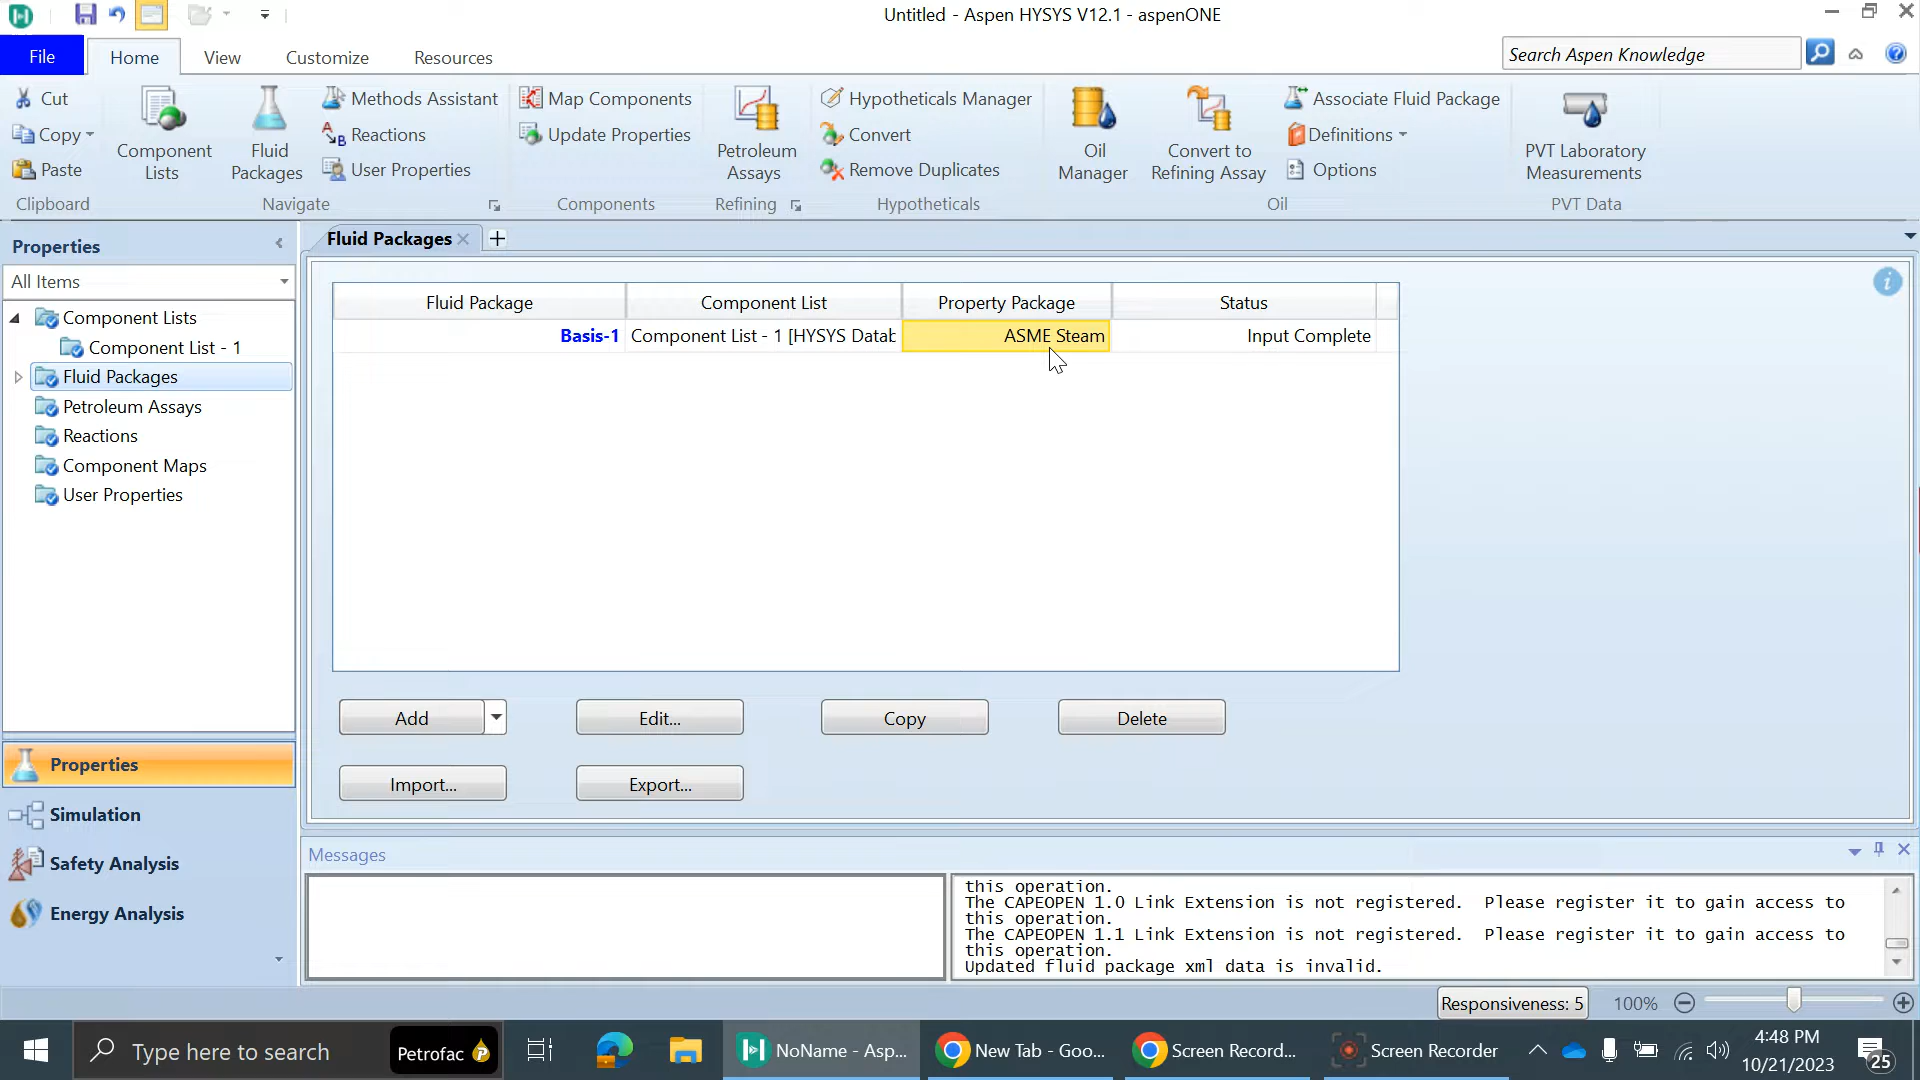 Untitled - Aspen HYSYS V12.1 - aspenONE
File Home View Customize Resources Search Aspen Knowledge
Cut
Copy
Paste
Clipboard
Component Lists
Fluid Packages
Methods Assistant
Reactions
User Properties
Navigate
Map Components
Update Properties
Components
Petroleum Assays
Refining
Hypotheticals Manager
Convert
Remove Duplicates
Hypotheticals
Oil Manager
Convert to Refining Assay
Associate Fluid Package
Definitions
Options
Oil
PVT Laboratory Measurements
PVT Data
Properties
All Items
Component Lists
Component List - 1
Fluid Packages
Petroleum Assays
Reactions
Component Maps
User Properties
Properties
Simulation
Safety Analysis
Energy Analysis
Fluid Packages
Fluid Package Component List Property Package Status
Basis-1 Component List - 1 [HYSYS Datab ASME Steam Input Complete
Add Edit... Copy Delete
Import... Export...
Messages
this operation.
The CAPEOPEN 1.0 Link Extension is not registered. Please register it to gain access to
this operation.
The CAPEOPEN 1.1 Link Extension is not registered. Please register it to gain access to
this operation.
Updated fluid package xml data is invalid.
Responsiveness: 5 100%
Type here to search Petrofac NoName - Asp... New Tab - Goo... Screen Record... Screen Recorder
4:48 PM
10/21/2023
25